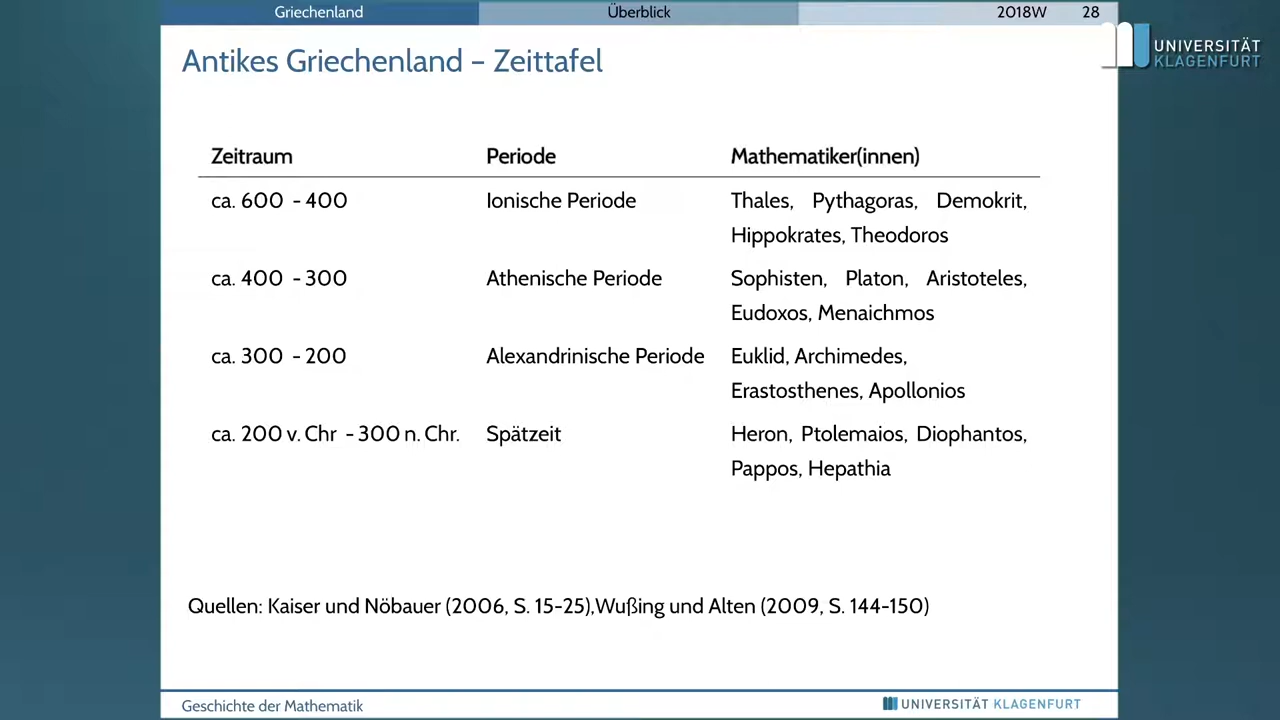 Griechenland Überblick 2018W 28
UNIVERSITÄT
KLAGENFURT
Antikes Griechenland – Zeittafel
Zeitraum Periode Mathematiker(innen)
ca. 600 - 400 Ionische Periode Thales, Pythagoras, Demokrit,
Hippokrates, Theodoros
ca. 400 - 300 Athenische Periode Sophisten, Platon, Aristoteles,
Eudoxos, Menaichmos
ca. 300 - 200 Alexandrinische Periode Euklid, Archimedes,
Erastosthenes, Apollonios
ca. 200 v. Chr - 300 n. Chr. Spätzeit Heron, Ptolemaios, Diophantos,
Pappos, Hepathia
Quellen: Kaiser und Nöbauer (2006, S. 15-25),Wußing und Alten (2009, S. 144-150)
Geschichte der Mathematik UNIVERSITÄT KLAGENFURT